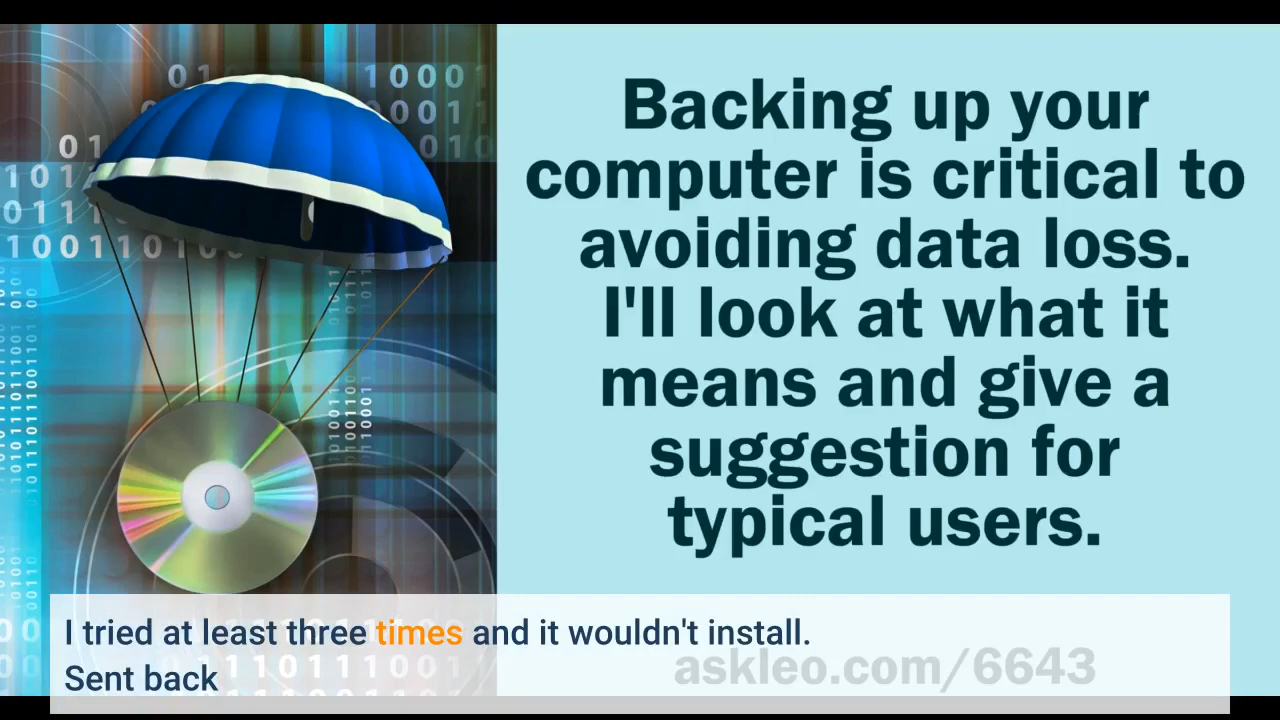 Backing up your
computer is critical to
avoiding data loss.
I'll look at what it
means and give a
suggestion for
typical users.
I tried at least three times and it wouldn't install.
Sent back
askleo.com/6643